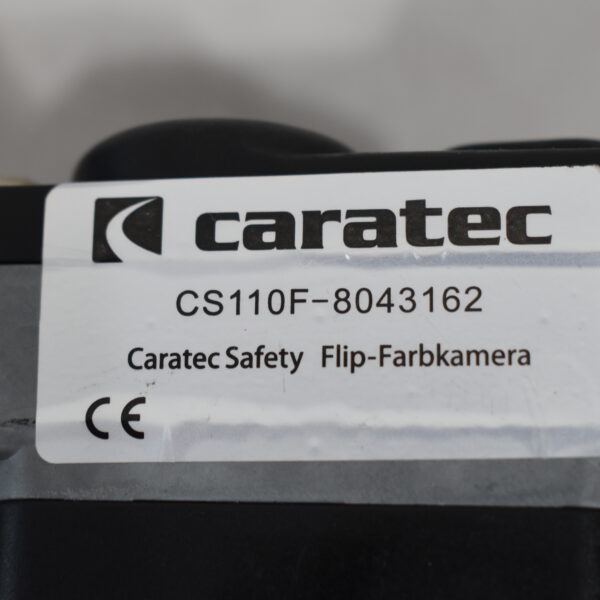 caratec
CS110F-8043162
Caratec Safety Flip-Farbkamera
CE